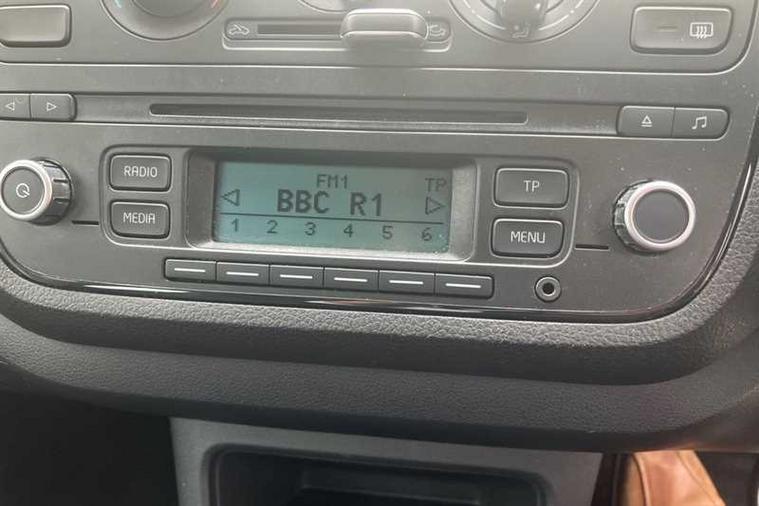 RADIO
MEDIA
FM1
TP
BBC R1
1 2 3 4 5 6
TP
MENU